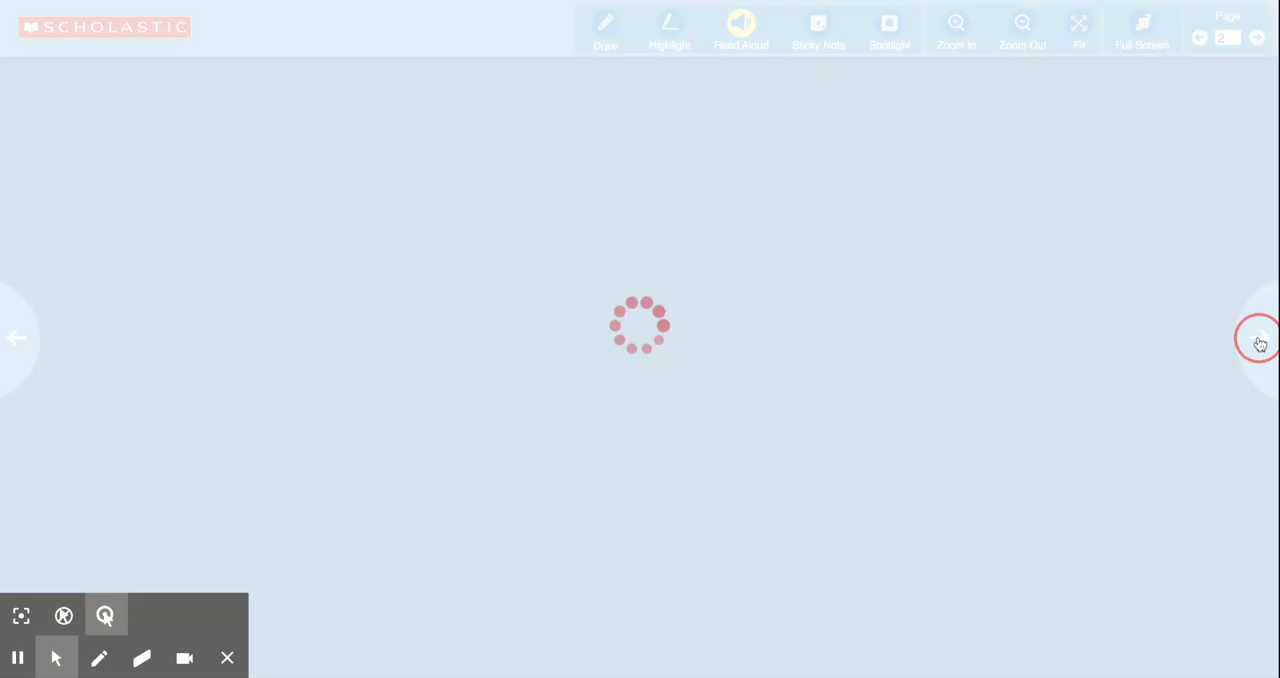 SCHOLASTIC
Draw
Highlight
Read Aloud
Sticky Note
Spotlight
Zoom In
Zoom Out
Fit
Full Screen
Page
2